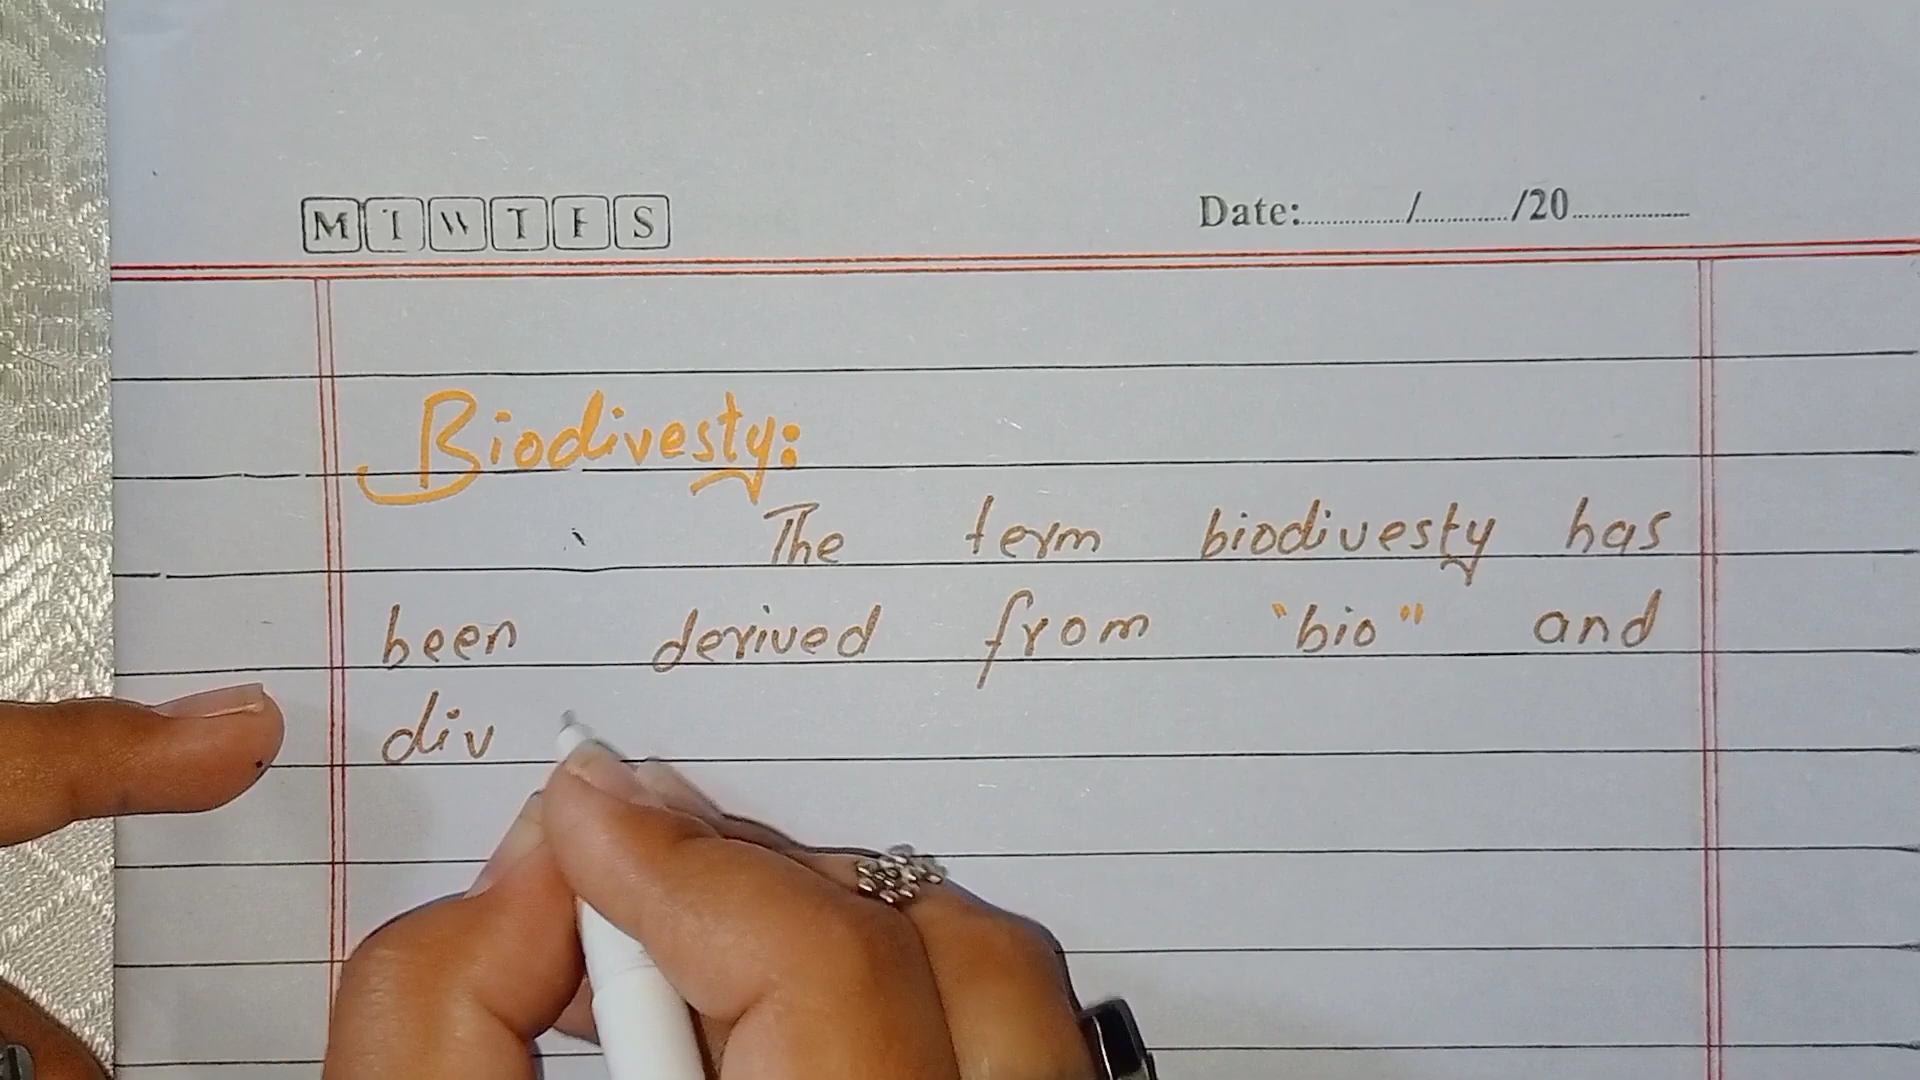 M T W T F S
Date:............/............/20...............
Biodivesty:
The term biodivesty has
been derived from "bio" and
div